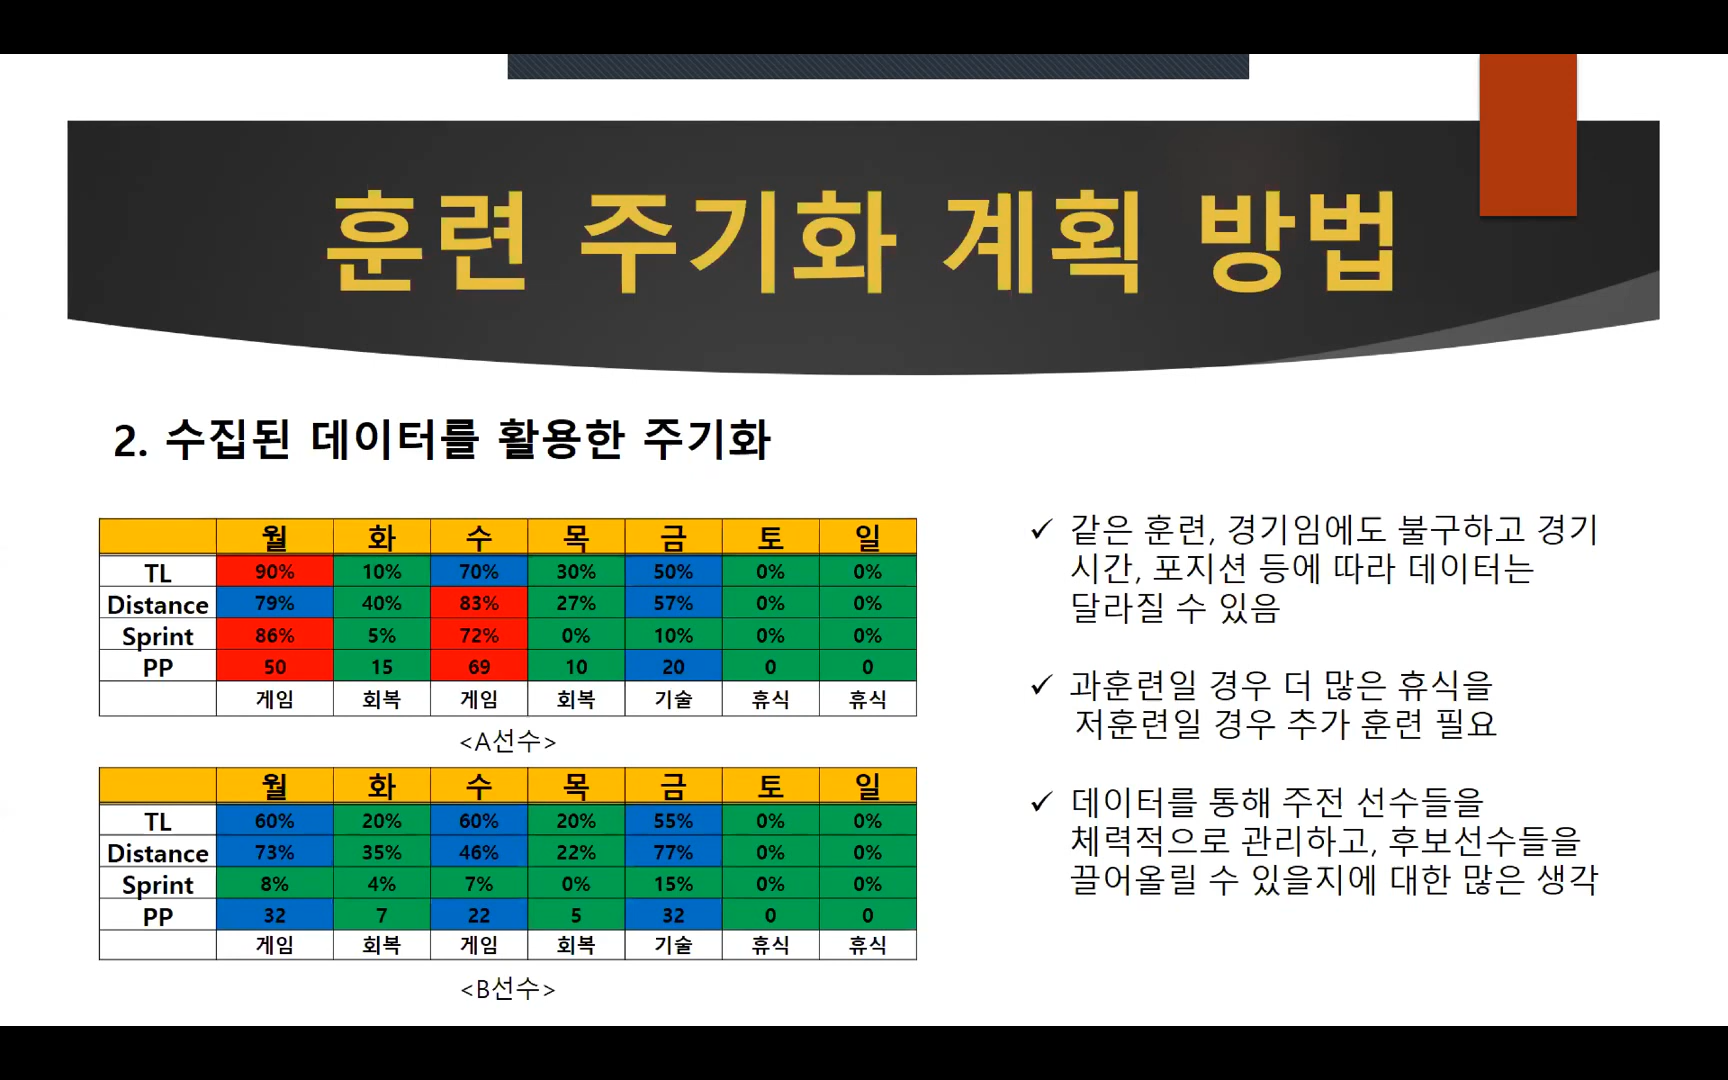 훈련 주기화 계획 방법
2. 수집된 데이터를 활용한 주기화
월 화 수 목 금 토 일
TL 90% 10% 70% 30% 50% 0% 0%
Distance 79% 40% 83% 27% 57% 0% 0%
Sprint 86% 5% 72% 0% 10% 0% 0%
PP 50 15 69 10 20 0 0
게임 회복 게임 회복 기술 휴식 휴식
<A선수>
월 화 수 목 금 토 일
TL 60% 20% 60% 20% 55% 0% 0%
Distance 73% 35% 46% 22% 77% 0% 0%
Sprint 8% 4% 7% 0% 15% 0% 0%
PP 32 7 22 5 32 0 0
게임 회복 게임 회복 기술 휴식 휴식
<B선수>
✓ 같은 훈련, 경기임에도 불구하고 경기
시간, 포지션 등에 따라 데이터는
달라질 수 있음
✓ 과훈련일 경우 더 많은 휴식을
저훈련일 경우 추가 훈련 필요
✓ 데이터를 통해 주전 선수들을
체력적으로 관리하고, 후보선수들을
끌어올릴 수 있을지에 대한 많은 생각